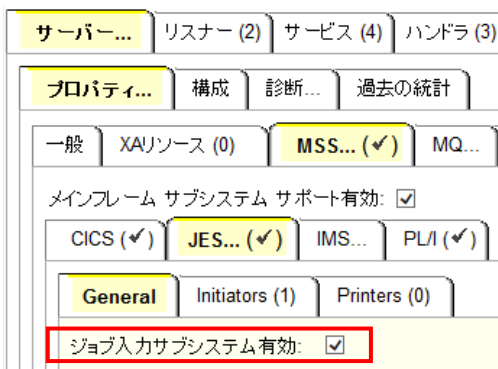 サーバー... リスナー (2) サービス (4) ハンドラ (3)
プロパティ... 構成 診断... 過去の統計
一般 XAリソース (0) MSS... (✔) MQ...
メインフレーム サブシステム サポート有効:
CICS (✔) JES... (✔) IMS... PL/I (✔)
General Initiators (1) Printers (0)
ジョブ入力サブシステム有効: